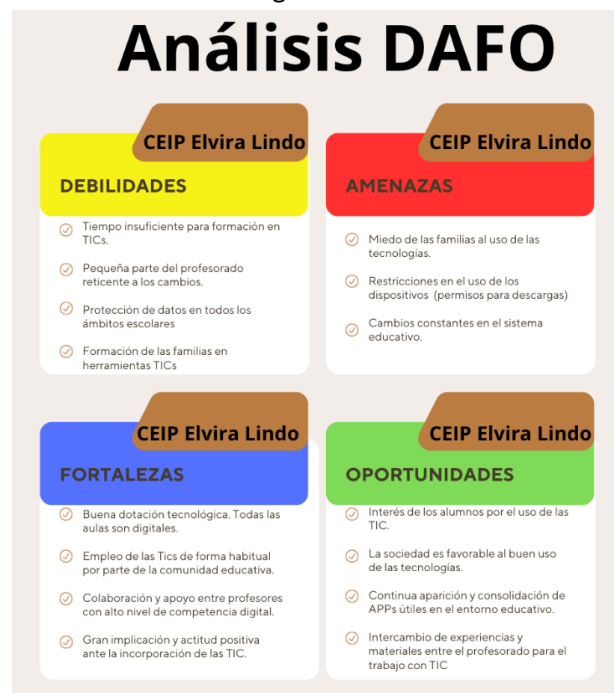 Análisis DAFO
CEIP Elvira Lindo
DEBILIDADES
Tiempo insuficiente para formación en
TICs.
Pequeña parte del profesorado
reticente a los cambios.
Protección de datos en todos los
ámbitos escolares
Formación de las familias en
herramientas TICs
CEIP Elvira Lindo
AMENAZAS
Miedo de las familias al uso de las
tecnologías.
Restricciones en el uso de los
dispositivos (permisos para descargas)
Cambios constantes en el sistema
educativo.
CEIP Elvira Lindo
FORTALEZAS
Buena dotación tecnológica. Todas las
aulas son digitales.
Empleo de las Tics de forma habitual
por parte de la comunidad educativa.
Colaboración y apoyo entre profesores
con alto nivel de competencia digital.
Gran implicación y actitud positiva
ante la incorporación de las TIC.
CEIP Elvira Lindo
OPORTUNIDADES
Interés de los alumnos por el uso de las
TIC.
La sociedad es favorable al buen uso
de las tecnologías.
Continua aparición y consolidación de
APPs útiles en el entorno educativo.
Intercambio de experiencias y
materiales entre el profesorado para el
trabajo con TIC